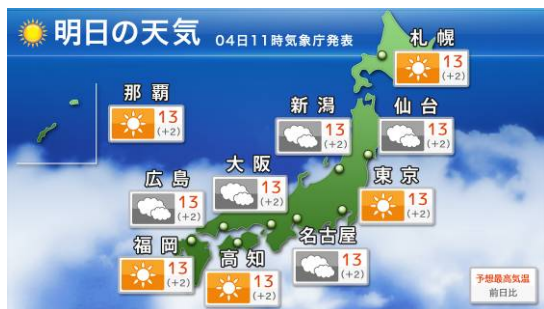 明日の天気 04日11時気象庁発表
札幌
13
(+2)
那覇
13
(+2)
新潟
13
(+2)
仙台
13
(+2)
大阪
13
(+2)
広島
13
(+2)
東京
13
(+2)
福岡
13
(+2)
高知
13
(+2)
名古屋
13
(+2)
予想最高気温
前日比